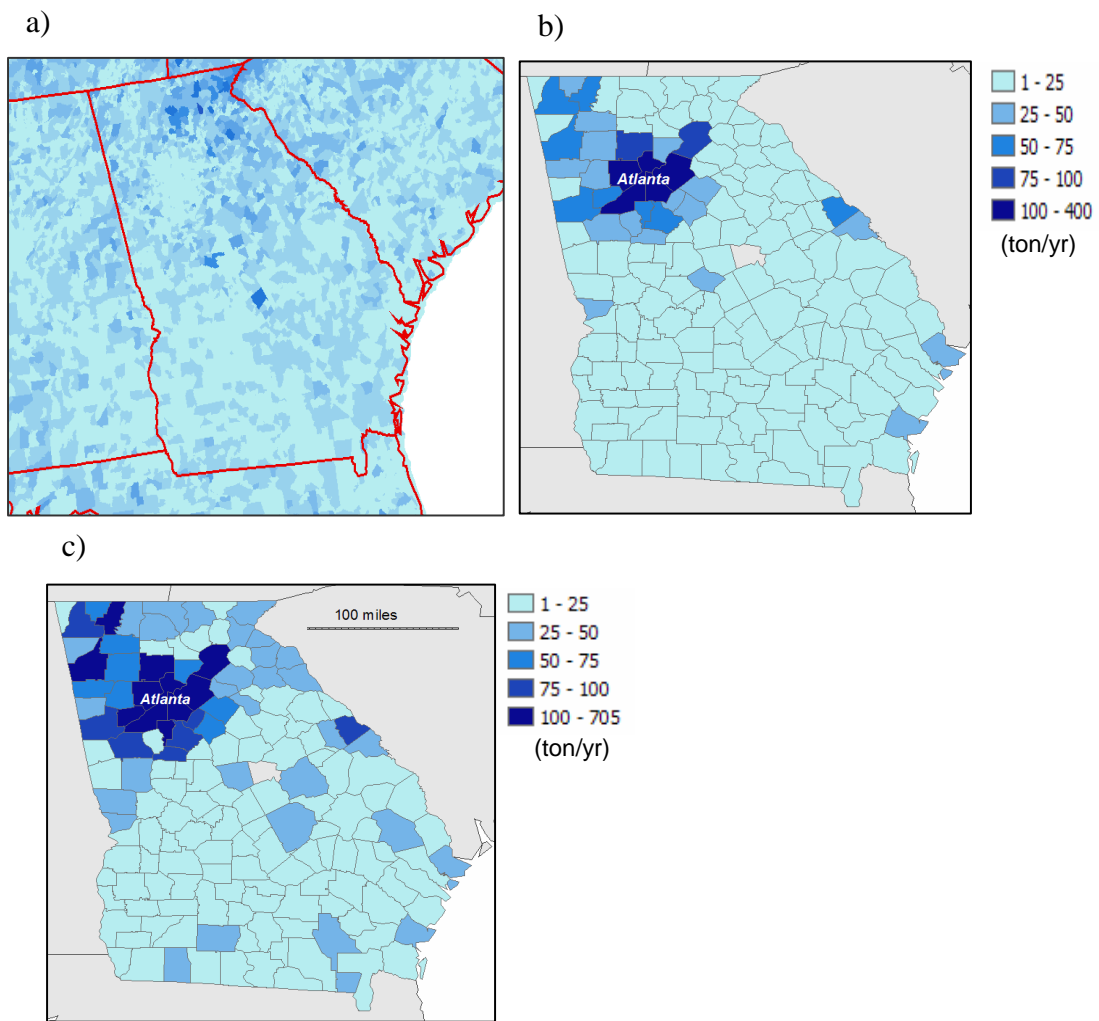 a)
b)
Atlanta
1 - 25
25 - 50
50 - 75
75 - 100
100 - 400
(ton/yr)
c)
100 miles
Atlanta
1 - 25
25 - 50
50 - 75
75 - 100
100 - 705
(ton/yr)